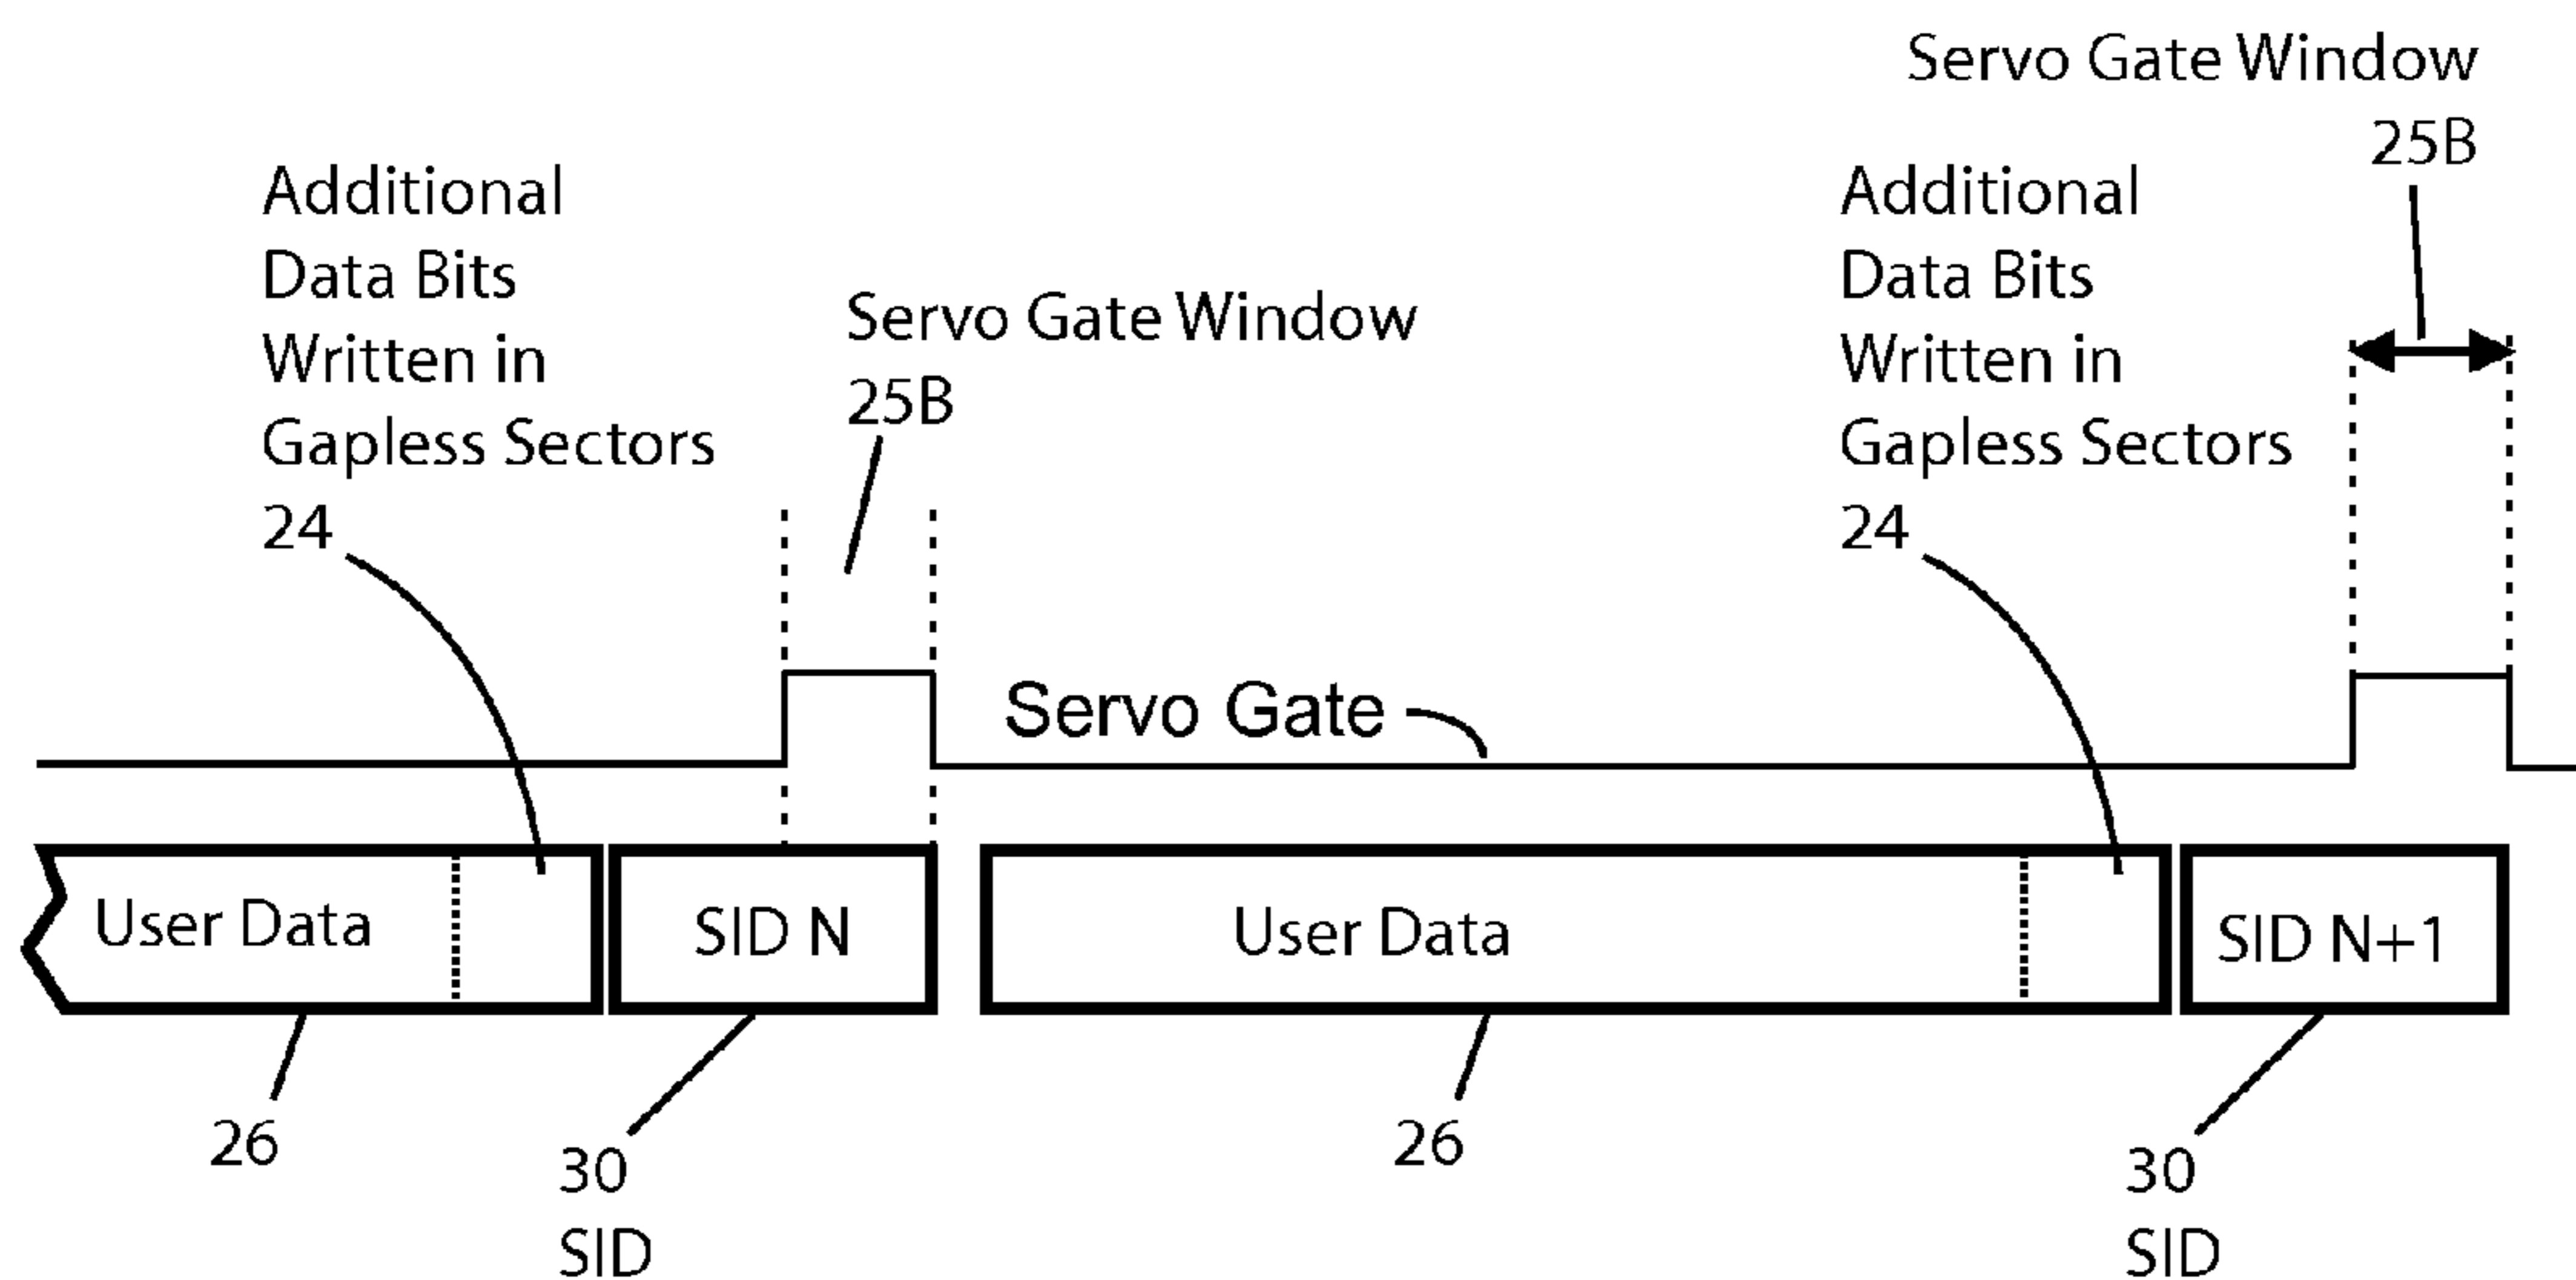 Servo Gate Window
25B
Additional
Data Bits
Written in
Gapless Sectors
24
Servo Gate Window
25B
Additional
Data Bits
Written in
Gapless Sectors
24
Servo Gate
User Data
SID N
User Data
SID N+1
26
30
SID
26
30
SID